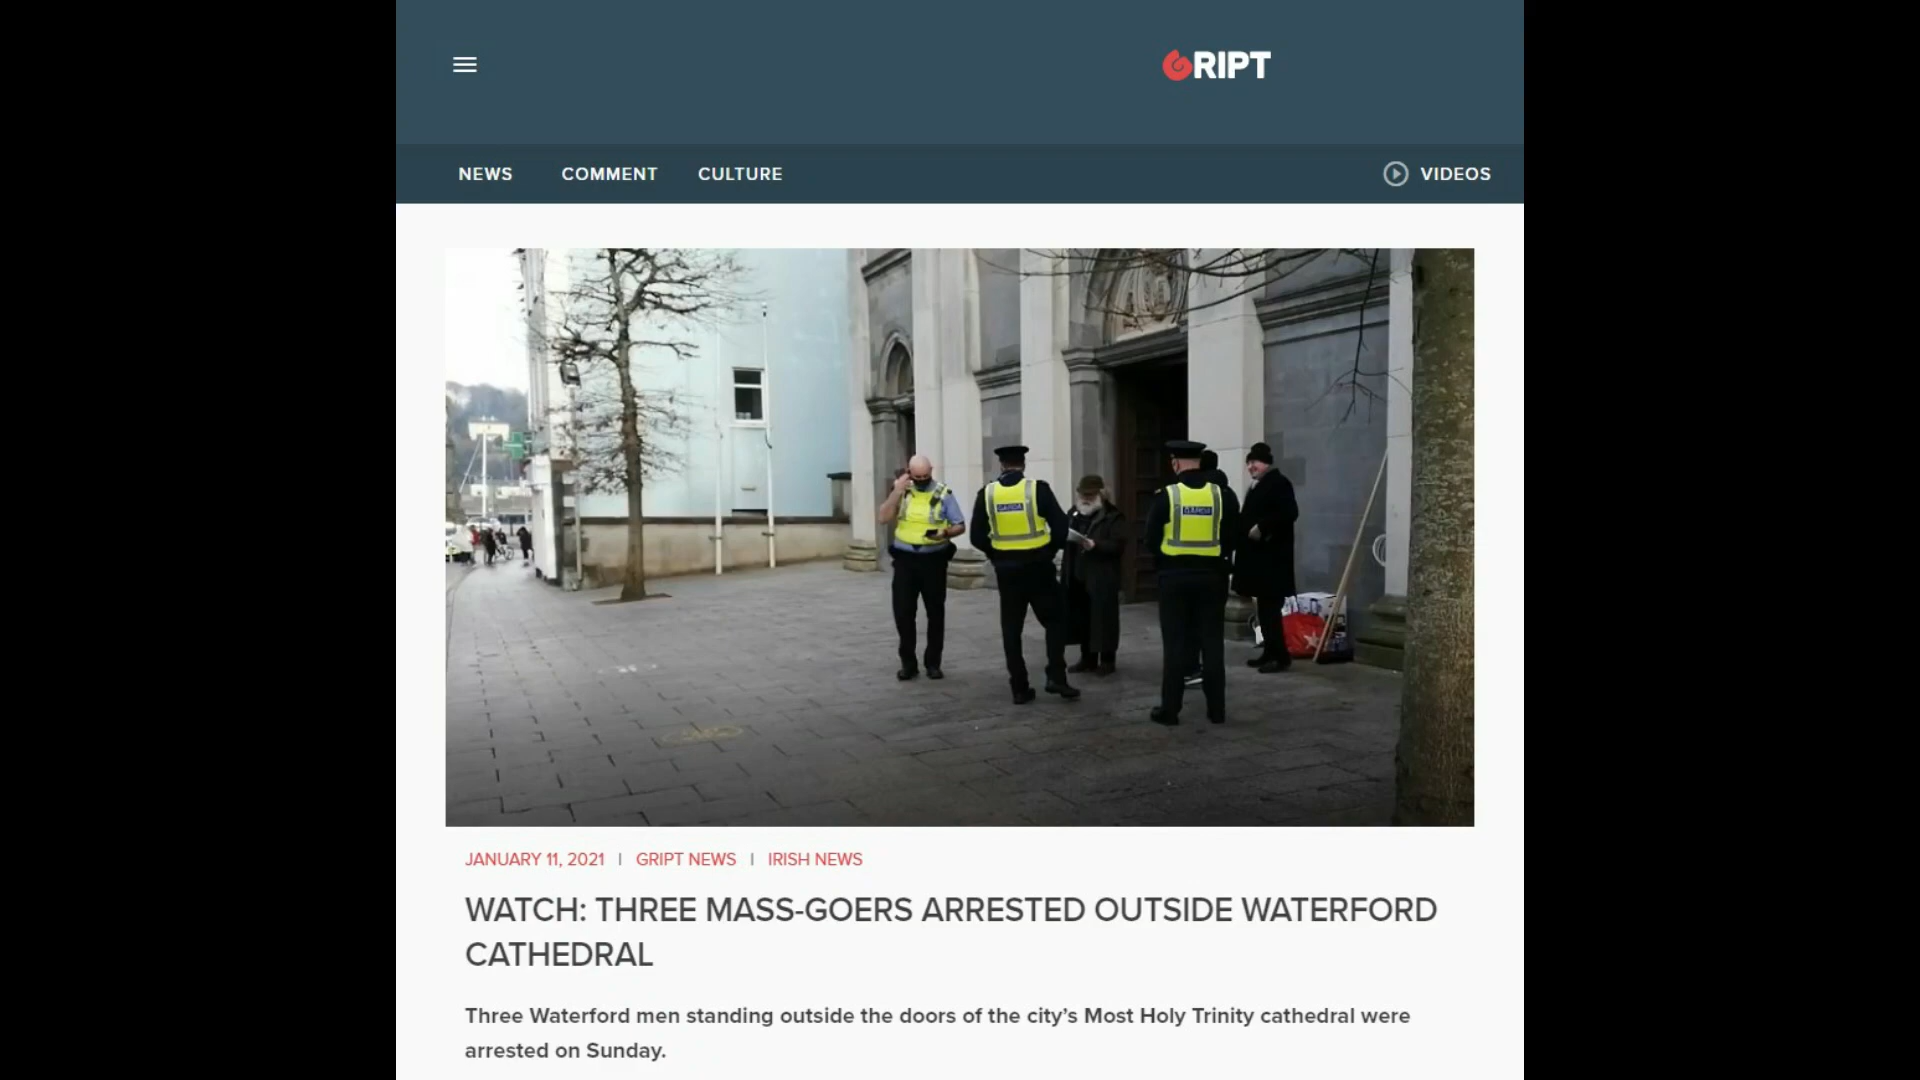 GRIPT
NEWS COMMENT CULTURE VIDEOS
GARDA GARDA
JANUARY 11, 2021 | GRIPT NEWS | IRISH NEWS
WATCH: THREE MASS-GOERS ARRESTED OUTSIDE WATERFORD
CATHEDRAL
Three Waterford men standing outside the doors of the city's Most Holy Trinity cathedral were
arrested on Sunday.